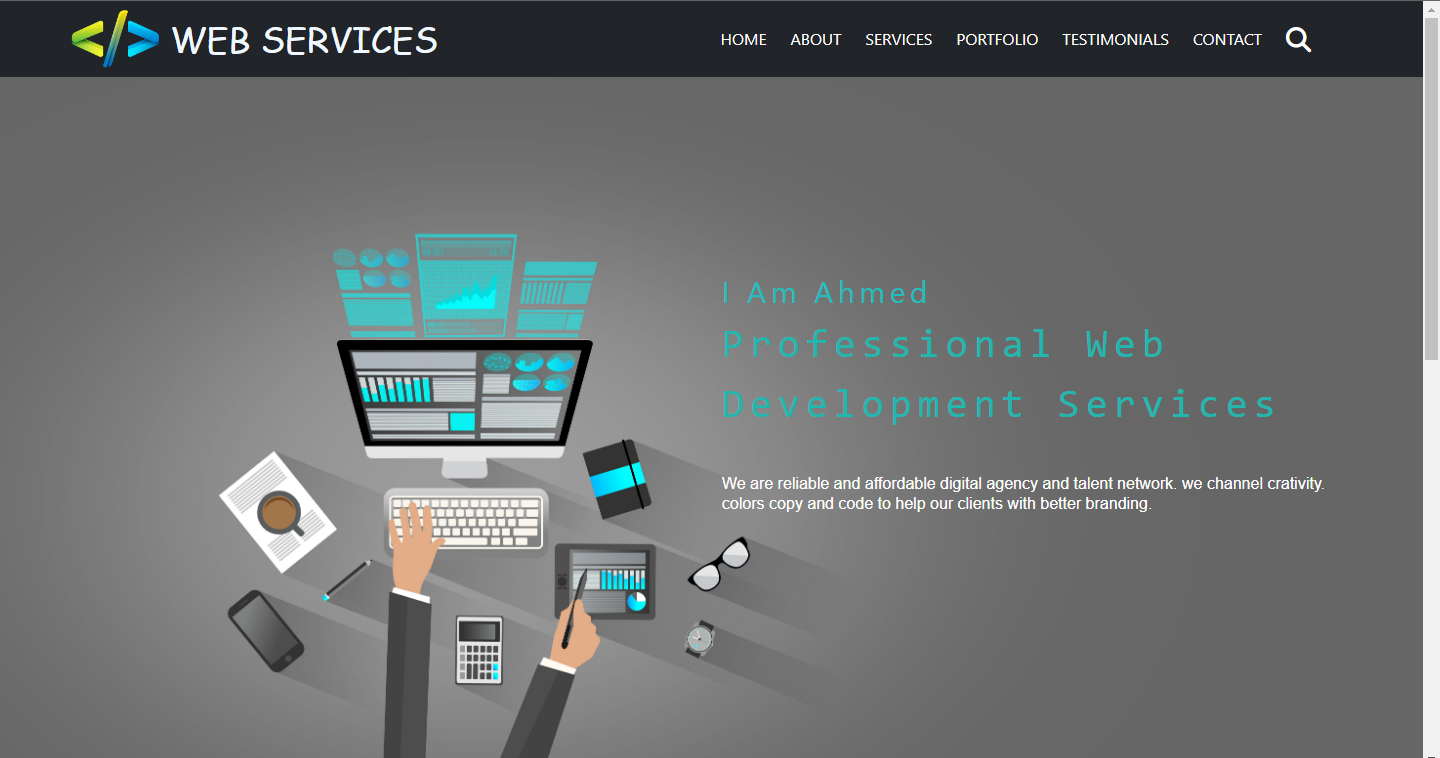 </> WEB SERVICES
HOME ABOUT SERVICES PORTFOLIO TESTIMONIALS CONTACT
I Am Ahmed
Professional Web
Development Services
We are reliable and affordable digital agency and talent network. we channel crativity.
colors copy and code to help our clients with better branding.